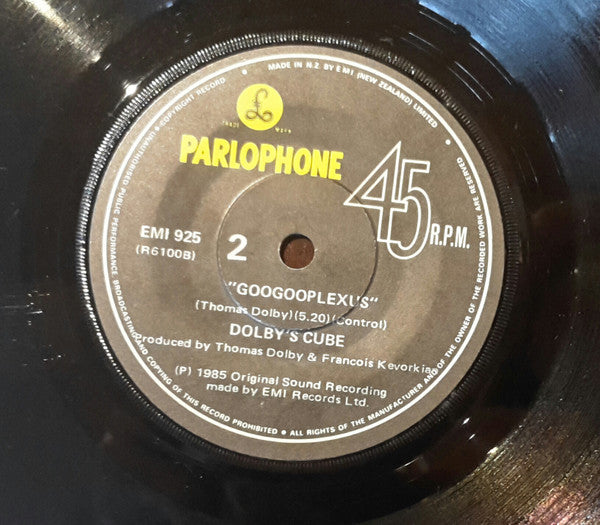 MADE IN N.Z. BY EMI (NEW ZEALAND) LIMITED
£
TRADE MARK
PARLOPHONE
45 R.P.M.
EMI 925
(R6100B)
2
"GOOGOOPLEXUS"
(Thomas Dolby)(5.20)(Control)
DOLBY'S CUBE
Produced by Thomas Dolby & Francois Kevorkian
(P) 1985 Original Sound Recording
made by EMI Records Ltd.
UNAUTHORISED PUBLIC PERFORMANCE BROADCASTING AND COPYING OF THIS RECORD PROHIBITED • ALL RIGHTS OF THE MANUFACTURER AND OF THE OWNER OF THE RECORDED WORK ARE RESERVED
• COPYRIGHT RECORD